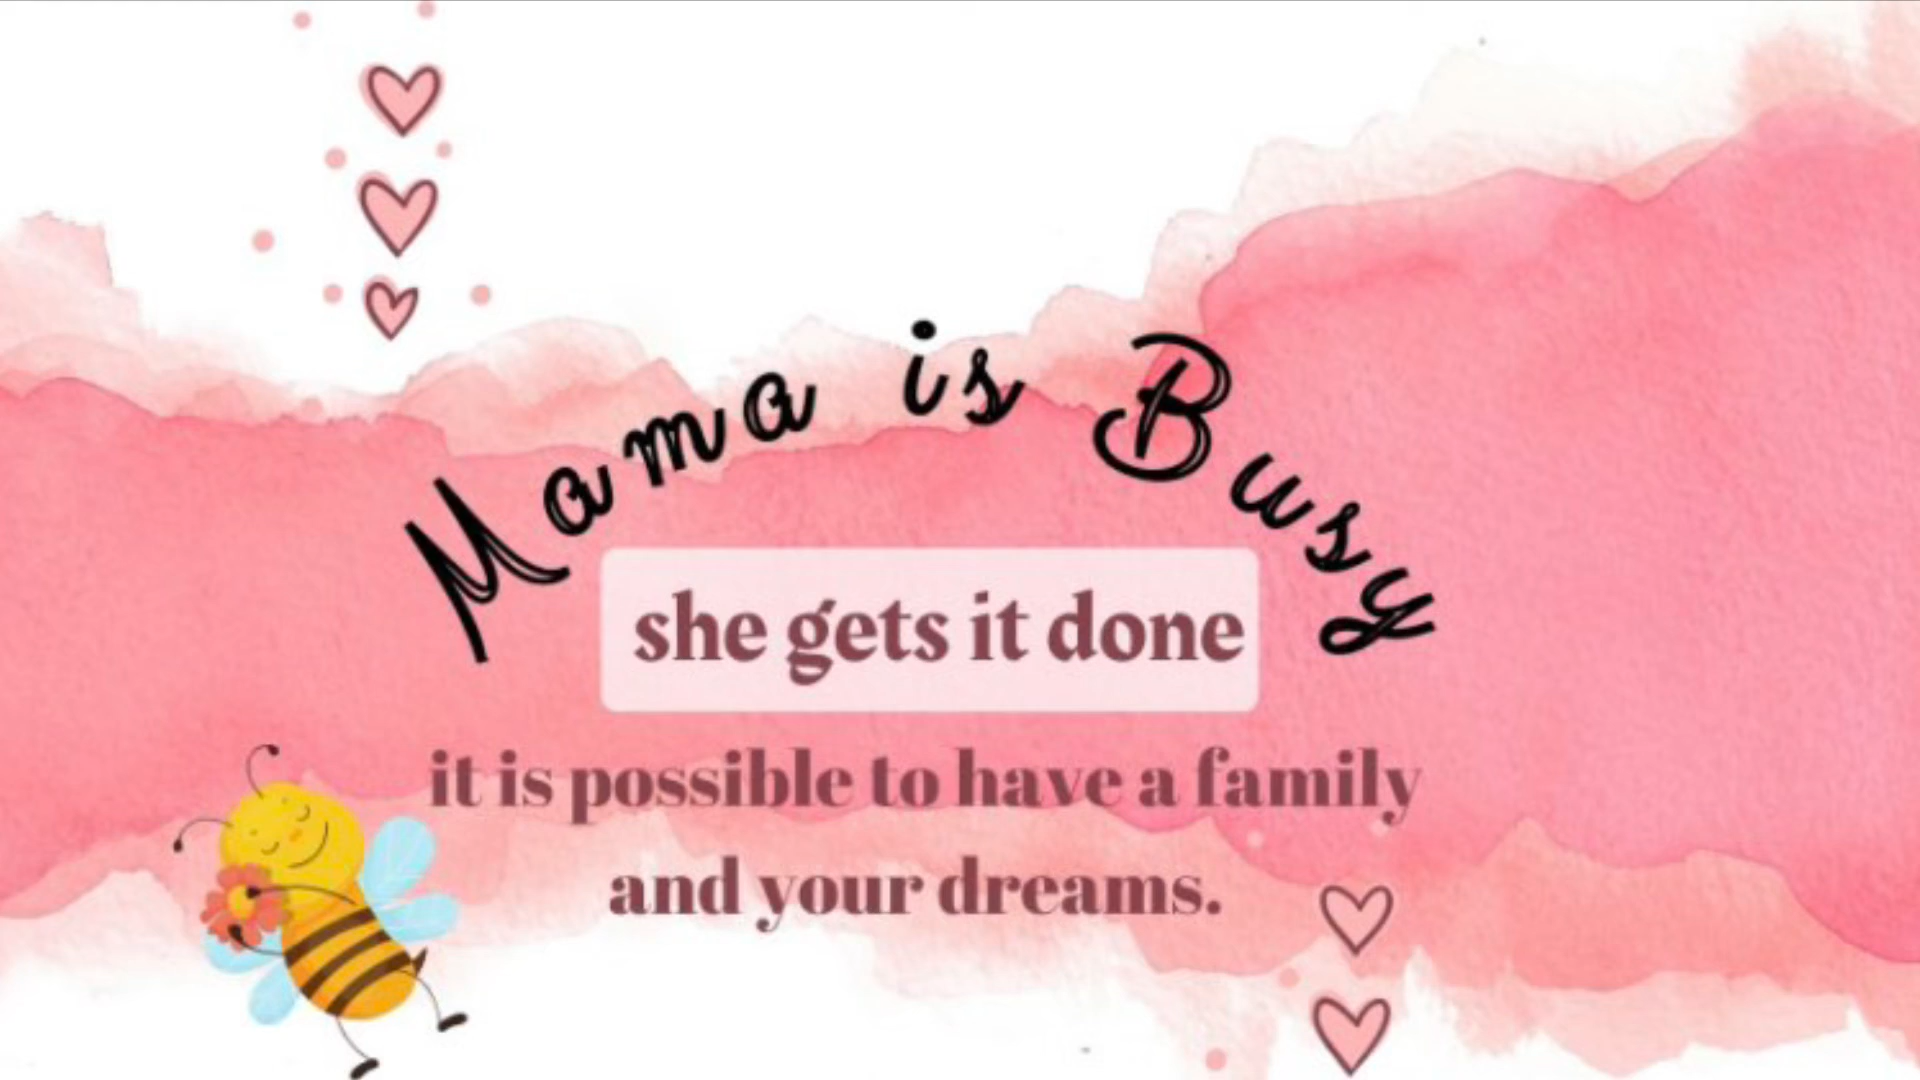 Mama is Busy
she gets it done
it is possible to have a family
and your dreams.